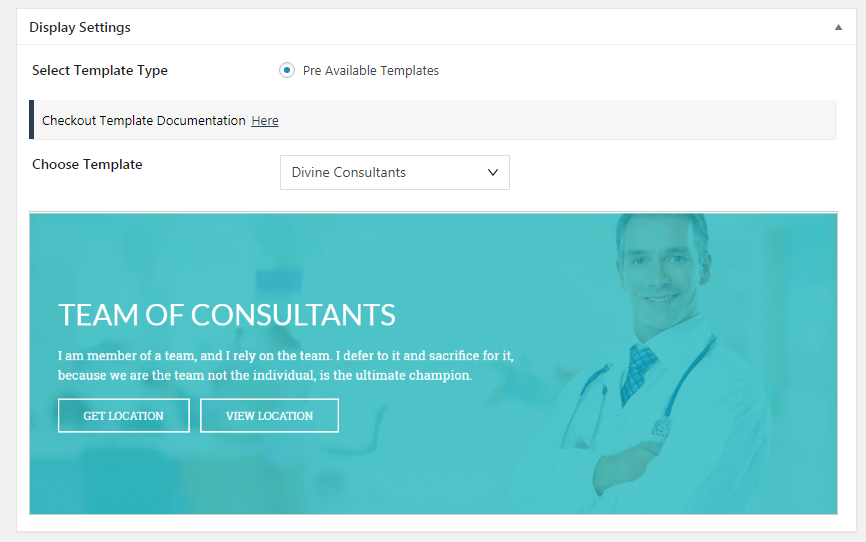 Display Settings
Select Template Type
Pre Available Templates
Checkout Template Documentation Here
Choose Template
Divine Consultants
TEAM OF CONSULTANTS
I am member of a team, and I rely on the team. I defer to it and sacrifice for it,
because we are the team not the individual, is the ultimate champion.
GET LOCATION
VIEW LOCATION